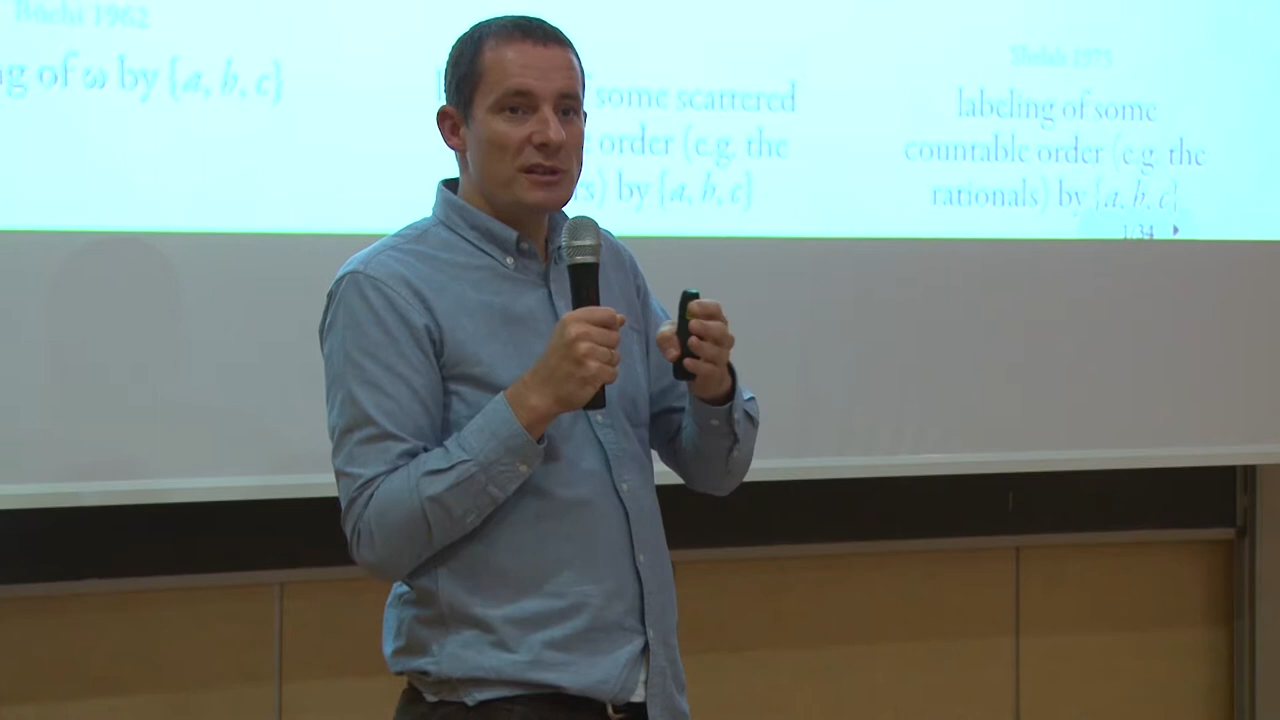 Büchi 1962
ng of ω by {a, b, c}
some scattered
e order (e.g. the
rs) by {a, b, c}
Shelah 1975
labeling of some
countable order (e.g. the
rationals) by {a, b, c}
1/34